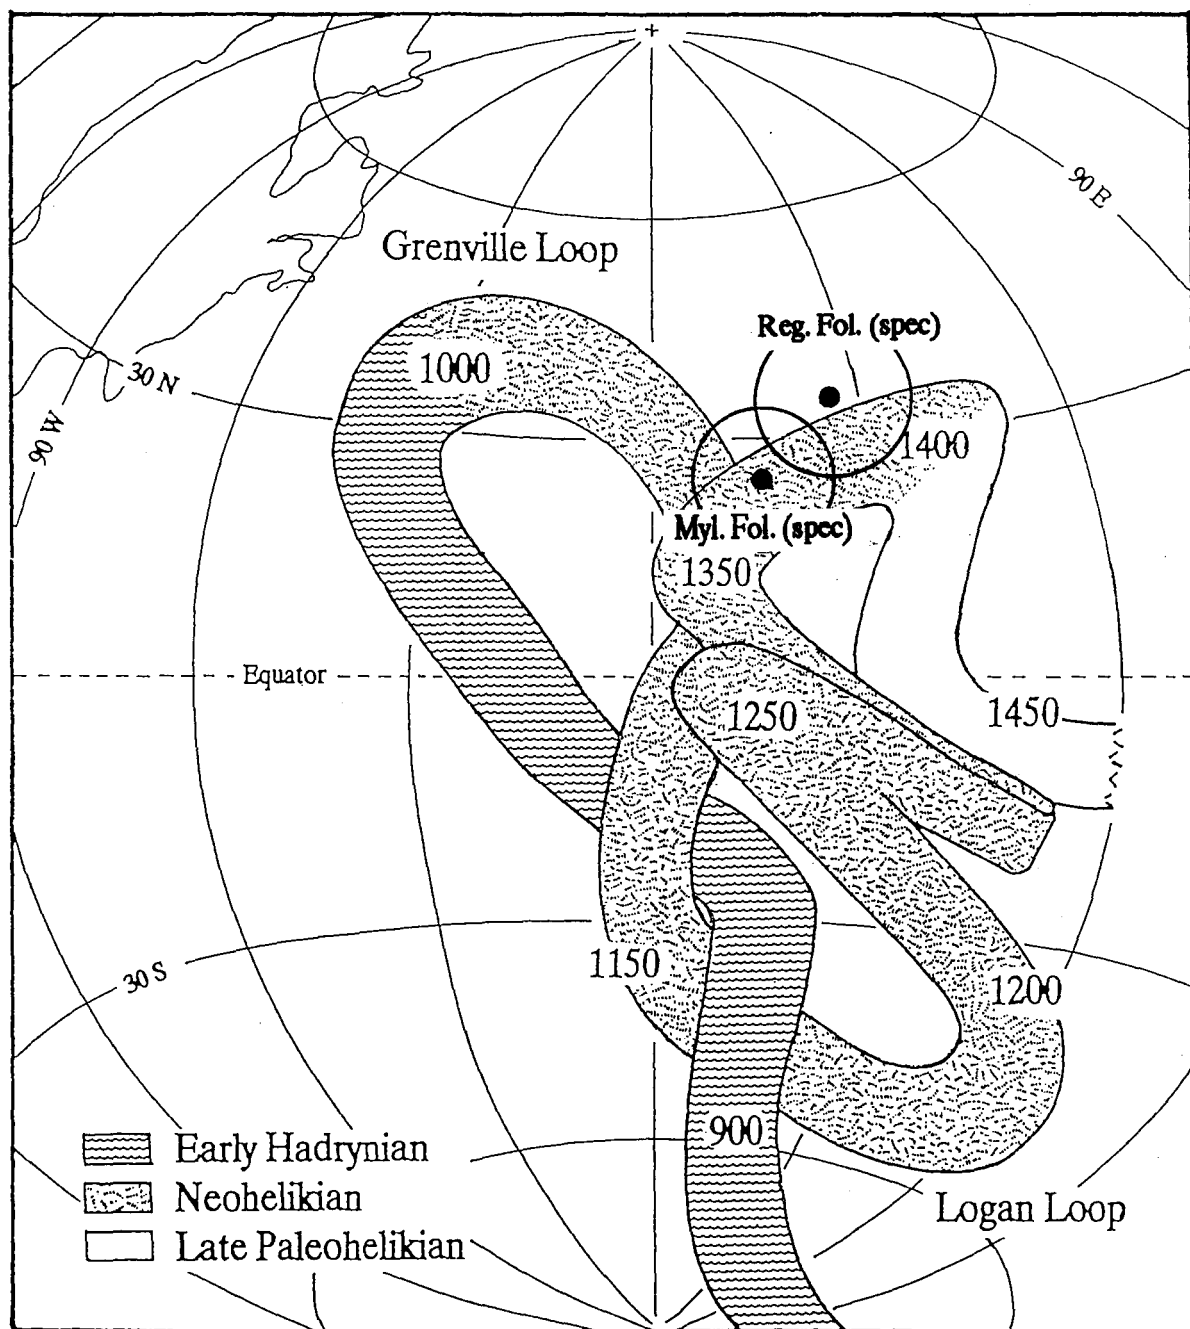 90 E
Grenville Loop
Reg. Fol. (spec)
1000
30 N
90 W
1400
Myl. Fol. (spec)
1350
Equator
1250
1450
1150
30 S
1200
900
Early Hadrynian
Neohelikian
Late Paleohelikian
Logan Loop